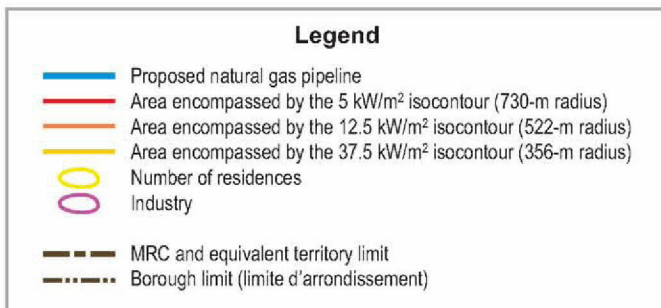 Legend
Proposed natural gas pipeline
Area encompassed by the 5 kW/m² isocontour (730-m radius)
Area encompassed by the 12.5 kW/m² isocontour (522-m radius)
Area encompassed by the 37.5 kW/m² isocontour (356-m radius)
Number of residences
Industry
MRC and equivalent territory limit
Borough limit (limite d'arrondissement)